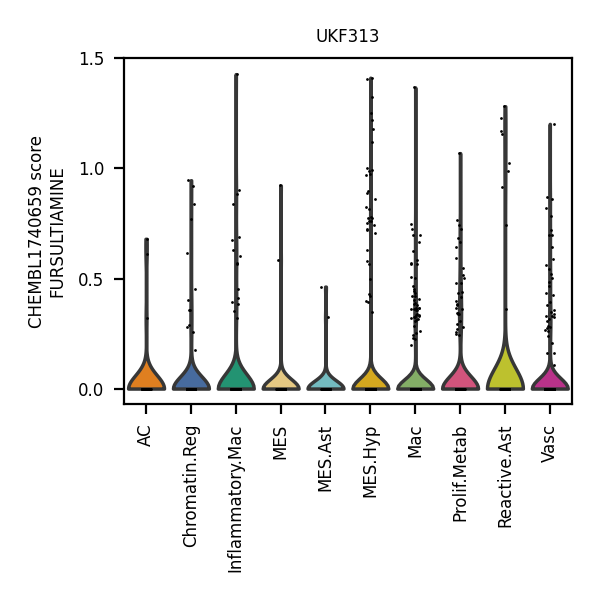 UKF313
CHEMBL1740659 score
FURSULTIAMINE
1.5
1.0
0.5
0.0
AC
Chromatin.Reg
Inflammatory.Mac
MES
MES.Ast
MES.Hyp
Mac
Prolif.Metab
Reactive.Ast
Vasc